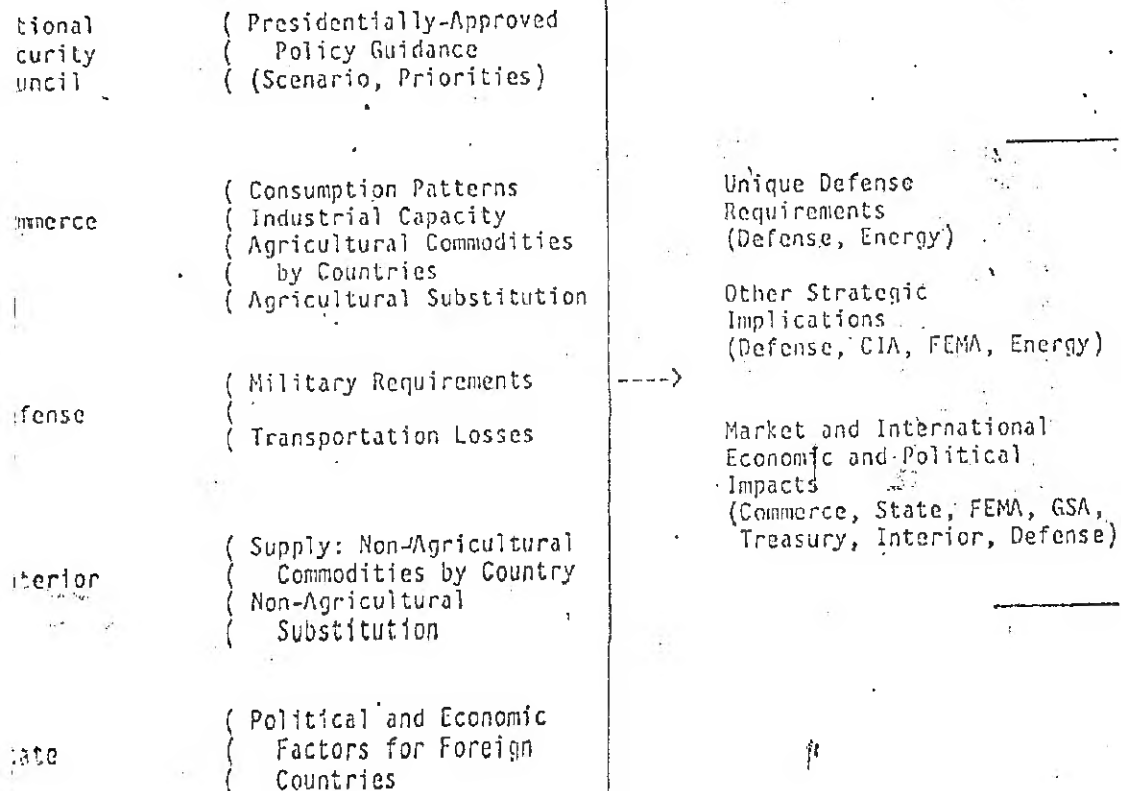 tional
curity
uncil
( Presidentially-Approved
( Policy Guidance
( (Scenario, Priorities)
mmerce
( Consumption Patterns
( Industrial Capacity
( Agricultural Commodities
( by Countries
( Agricultural Substitution
fense
( Military Requirements
(
( Transportation Losses
terior
( Supply: Non-Agricultural
( Commodities by Country
( Non-Agricultural
( Substitution
tate
( Political and Economic
( Factors for Foreign
( Countries
---->
Unique Defense
Requirements
(Defense, Energy)
Other Strategic
Implications
(Defense, CIA, FEMA, Energy)
Market and International
Economic and Political
Impacts
(Commerce, State, FEMA, GSA,
Treasury, Interior, Defense)